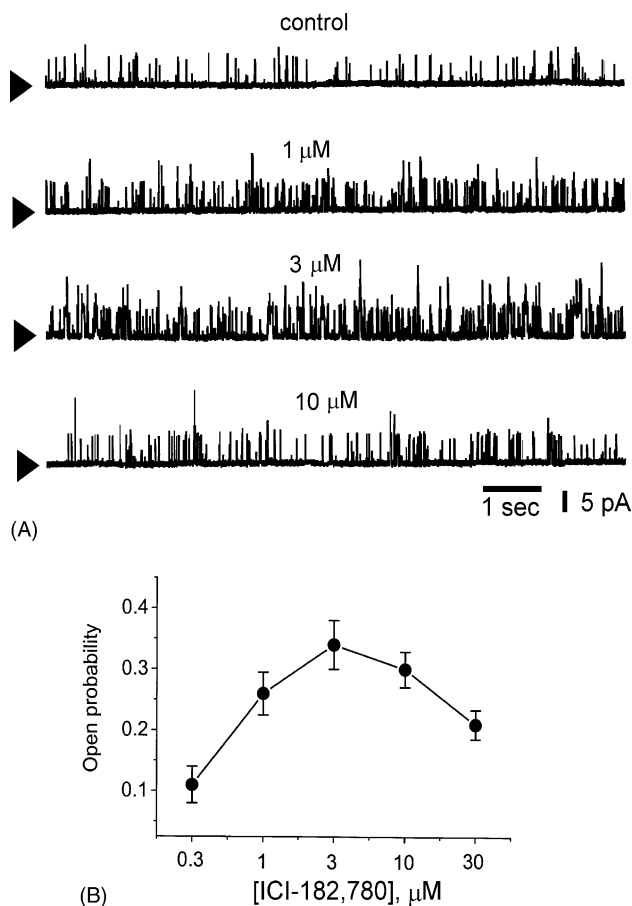 control
1 μM
3 μM
10 μM
1 sec
5 pA
(A)
0.4
0.3
0.2
0.1
Open probability
0.3 1 3 10 30
[ICI-182,780], μM
(B)